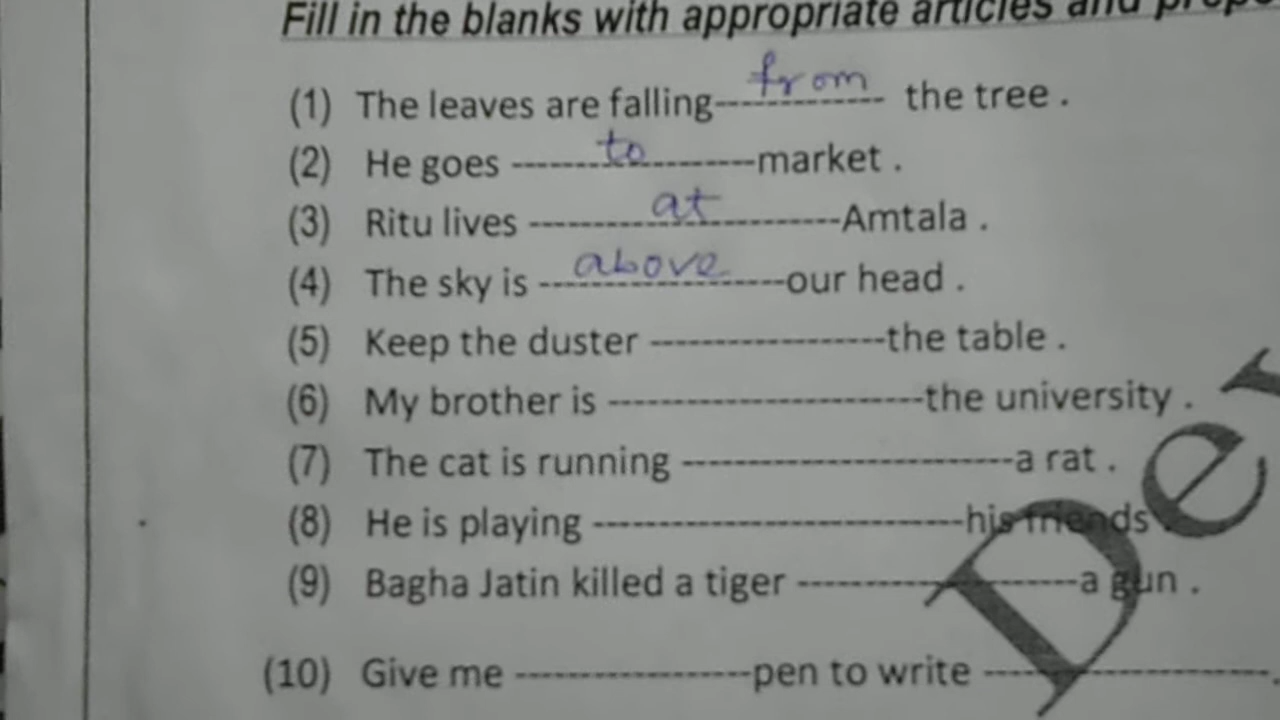 Fill in the blanks with appropriate articles and prepo
(1) The leaves are falling------from------ the tree .
(2) He goes ------to------market .
(3) Ritu lives ------at------Amtala .
(4) The sky is ------above------our head .
(5) Keep the duster ------------------the table .
(6) My brother is ------------------------the university .
(7) The cat is running -------------------------a rat .
(8) He is playing ----------------------------his friends .
(9) Bagha Jatin killed a tiger ---------------------a gun .
(10) Give me ------------------pen to write ----------------------.
Der